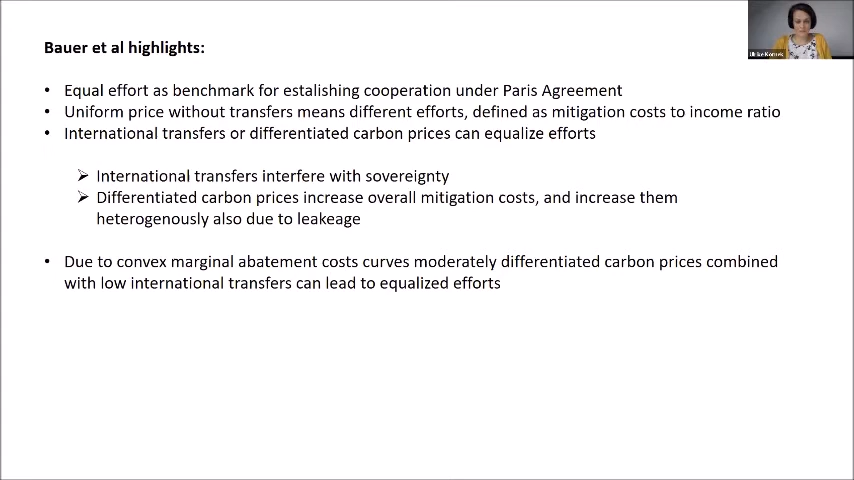 Bauer et al highlights:
• Equal effort as benchmark for estalishing cooperation under Paris Agreement
• Uniform price without transfers means different efforts, defined as mitigation costs to income ratio
• International transfers or differentiated carbon prices can equalize efforts
➢ International transfers interfere with sovereignty
➢ Differentiated carbon prices increase overall mitigation costs, and increase them
heterogenously also due to leakeage
• Due to convex marginal abatement costs curves moderately differentiated carbon prices combined
with low international transfers can lead to equalized efforts
Ulrike Kornek